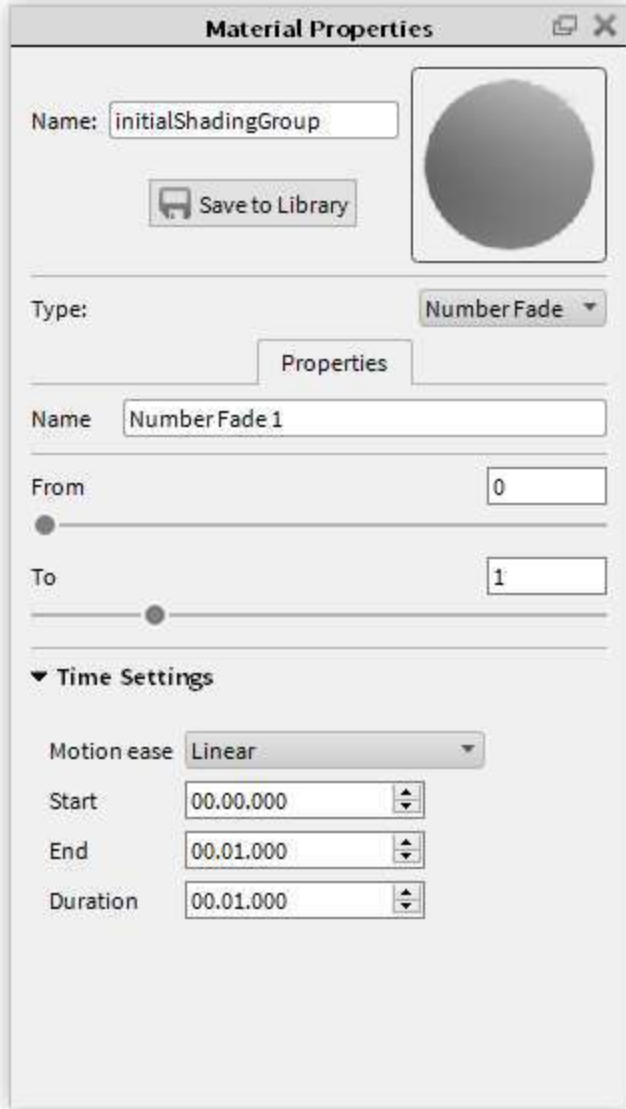 Material Properties
Name: initialShadingGroup
Save to Library
Type: Number Fade
Properties
Name Number Fade 1
From 0
To 1
Time Settings
Motion ease Linear
Start 00.00.000
End 00.01.000
Duration 00.01.000